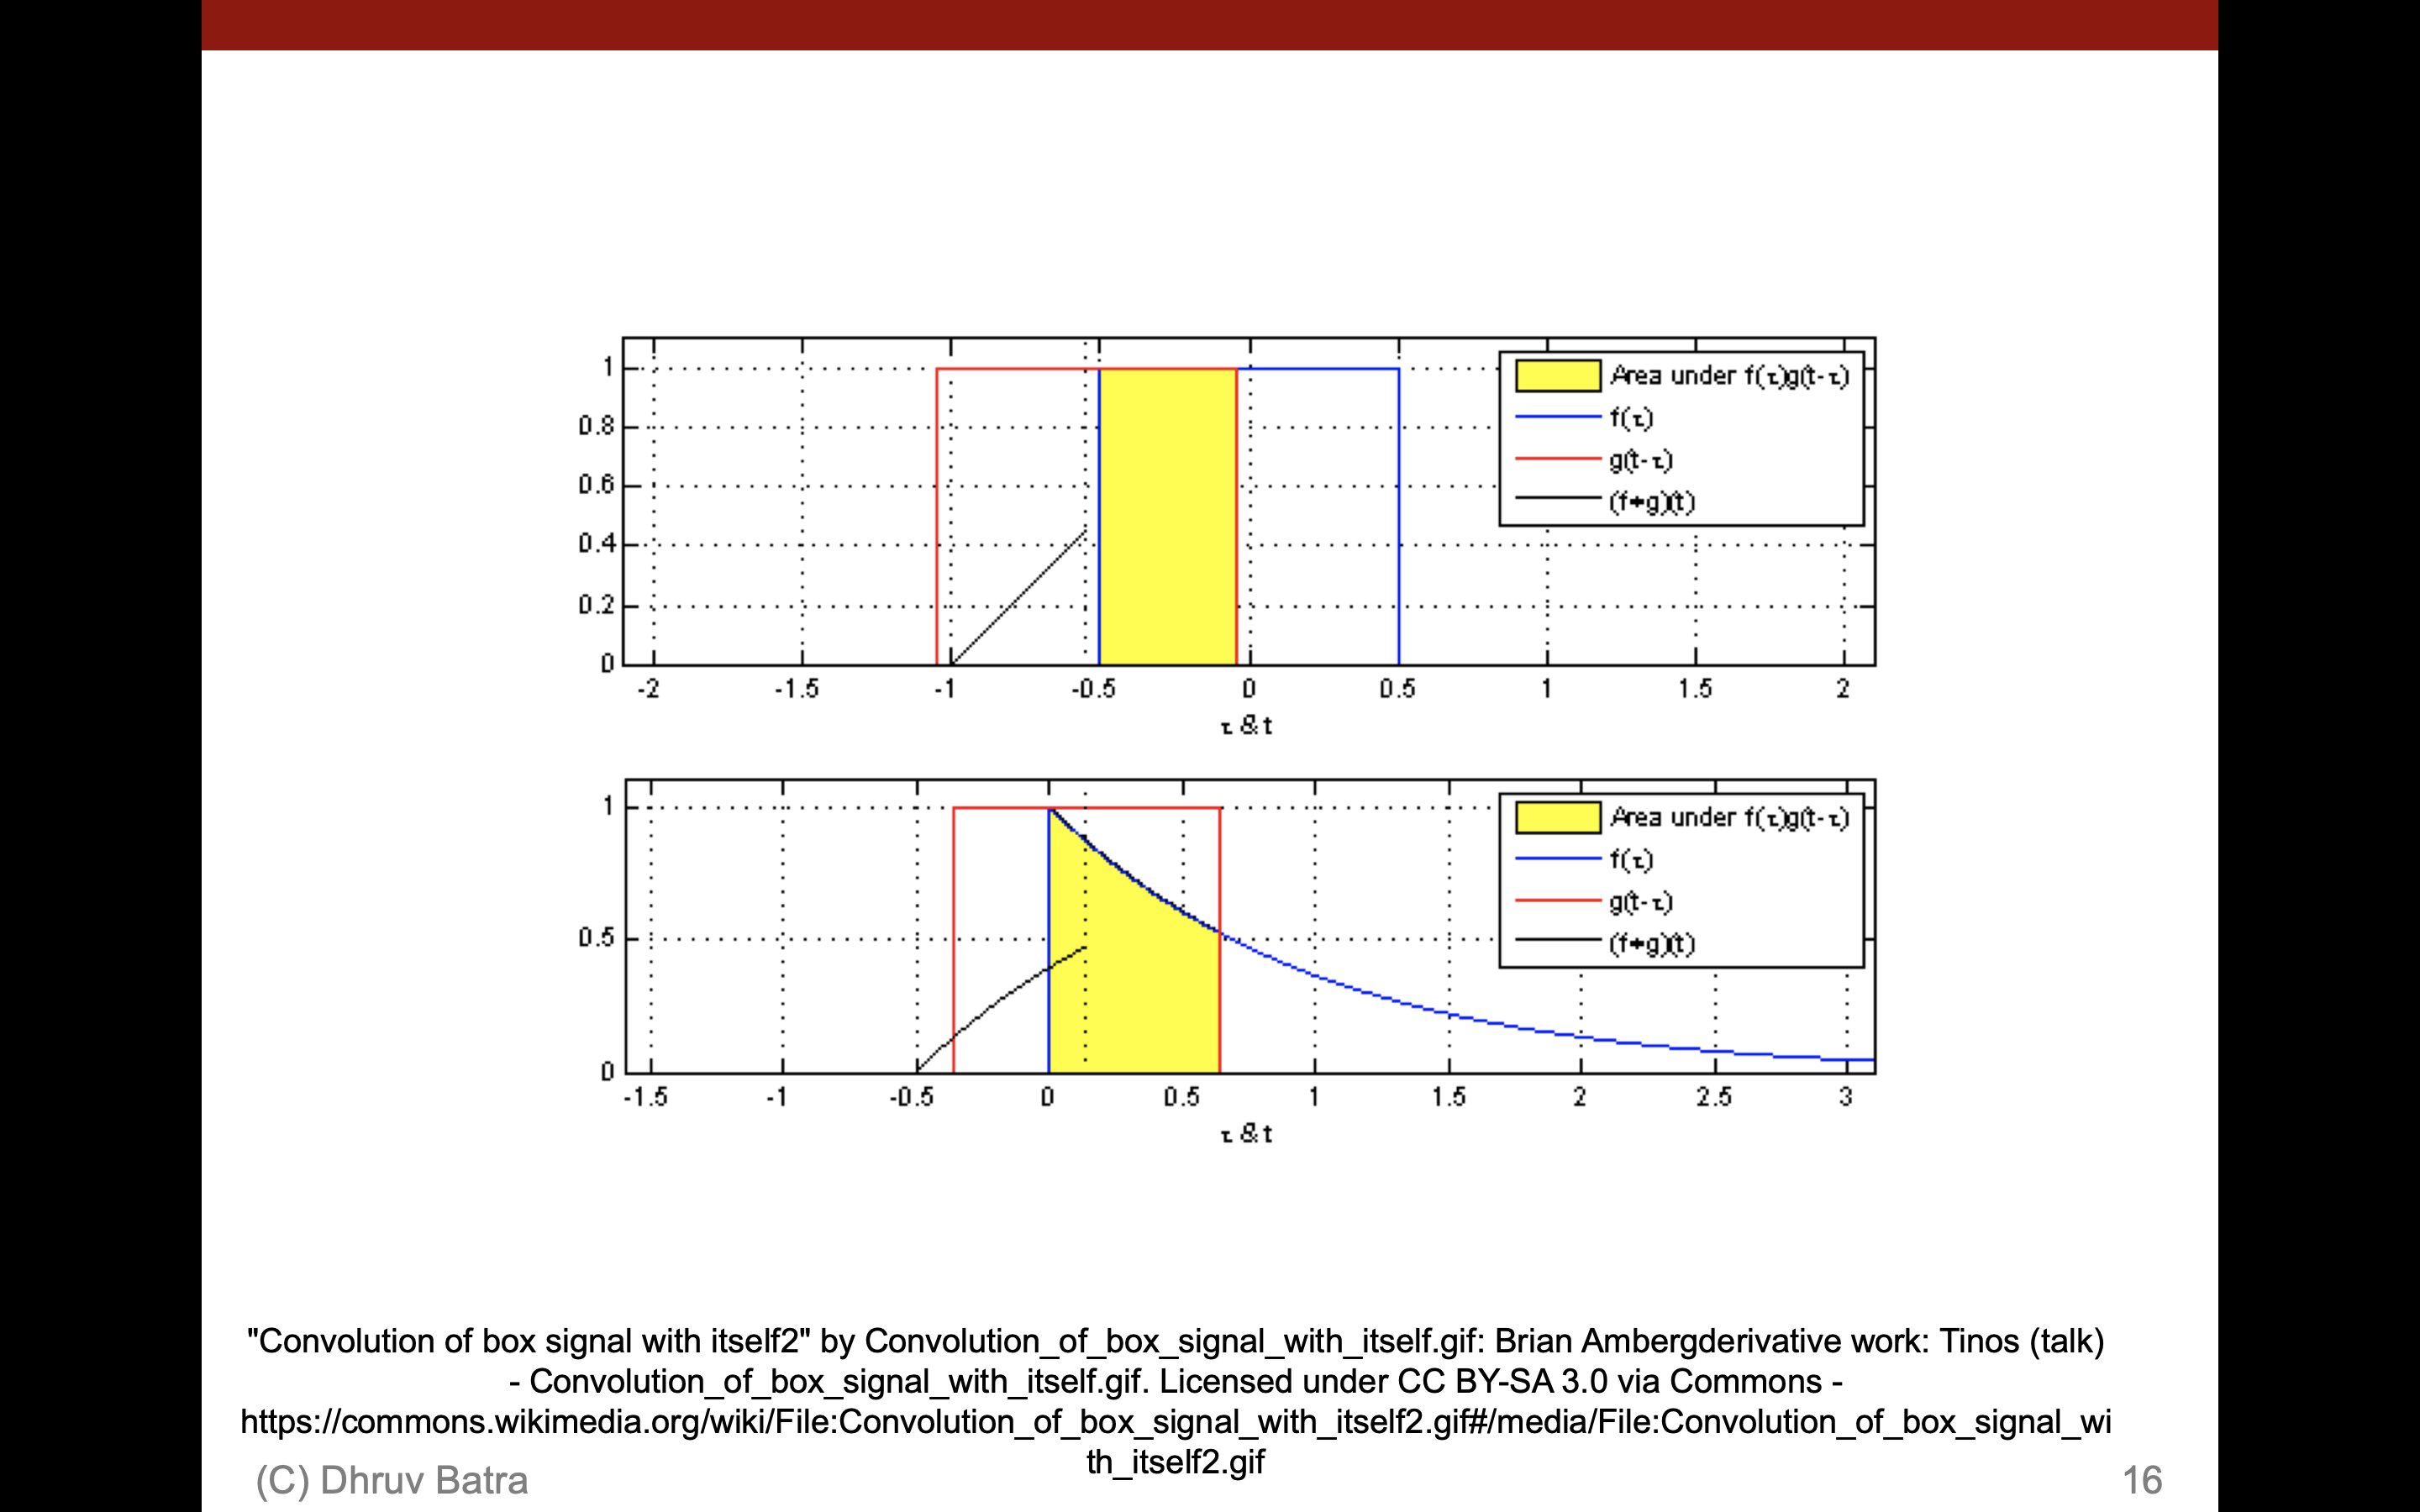 1
0.8
0.6
0.4
0.2
0
-2 -1.5 -1 -0.5 0 0.5 1 1.5 2
τ & t
Area under f(τ)g(t-τ)
f(τ)
g(t-τ)
(f∗g)(t)
1
0.5
0
-1.5 -1 -0.5 0 0.5 1 1.5 2 2.5 3
τ & t
Area under f(τ)g(t-τ)
f(τ)
g(t-τ)
(f∗g)(t)
"Convolution of box signal with itself2" by Convolution_of_box_signal_with_itself.gif: Brian Ambergderivative work: Tinos (talk)
- Convolution_of_box_signal_with_itself.gif. Licensed under CC BY-SA 3.0 via Commons -
https://commons.wikimedia.org/wiki/File:Convolution_of_box_signal_with_itself2.gif#/media/File:Convolution_of_box_signal_wi
th_itself2.gif
(C) Dhruv Batra
16